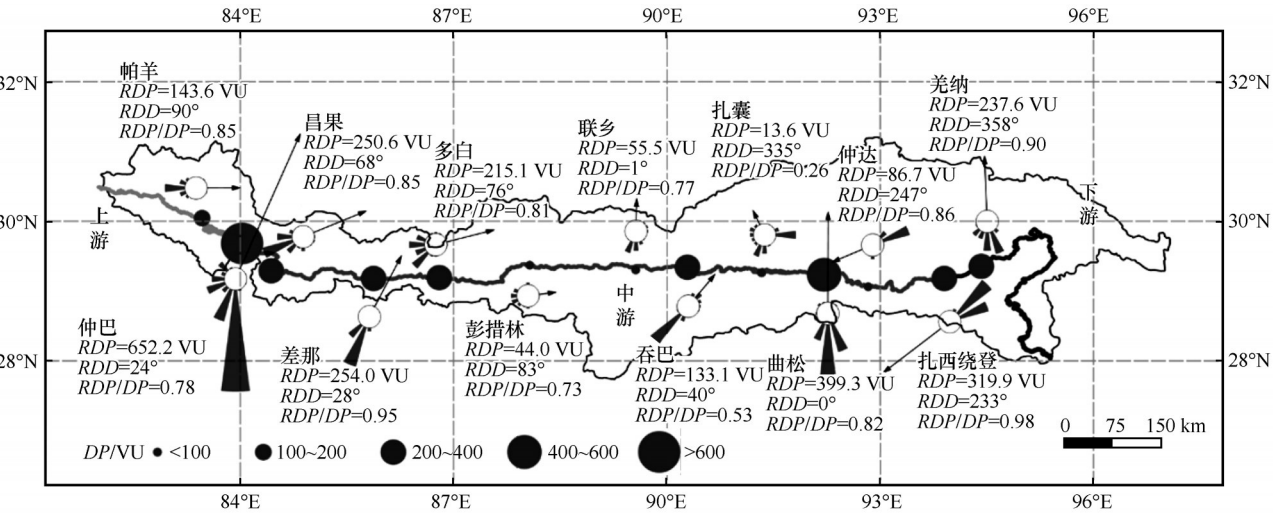 84°E 87°E 90°E 93°E 96°E
32°N
32°N
30°N
30°N
28°N
28°N
帕羊
RDP=143.6 VU
RDD=90°
RDP/DP=0.85
昌果
RDP=250.6 VU
RDD=68°
RDP/DP=0.85
多白
RDP=215.1 VU
RDD=76°
RDP/DP=0.81
联乡
RDP=55.5 VU
RDD=1°
RDP/DP=0.77
扎囊
RDP=13.6 VU
RDD=335°
RDP/DP=0.26
仲达
RDP=86.7 VU
RDD=247°
RDP/DP=0.86
羌纳
RDP=237.6 VU
RDD=358°
RDP/DP=0.90
上
游
中
游
下
游
仲巴
RDP=652.2 VU
RDD=24°
RDP/DP=0.78
差那
RDP=254.0 VU
RDD=28°
RDP/DP=0.95
彭措林
RDP=44.0 VU
RDD=83°
RDP/DP=0.73
吞巴
RDP=133.1 VU
RDD=40°
RDP/DP=0.53
曲松
RDP=399.3 VU
RDD=0°
RDP/DP=0.82
扎西绕登
RDP=319.9 VU
RDD=233°
RDP/DP=0.98
0 75 150 km
DP/VU <100 100~200 200~400 400~600 >600
84°E 87°E 90°E 93°E 96°E